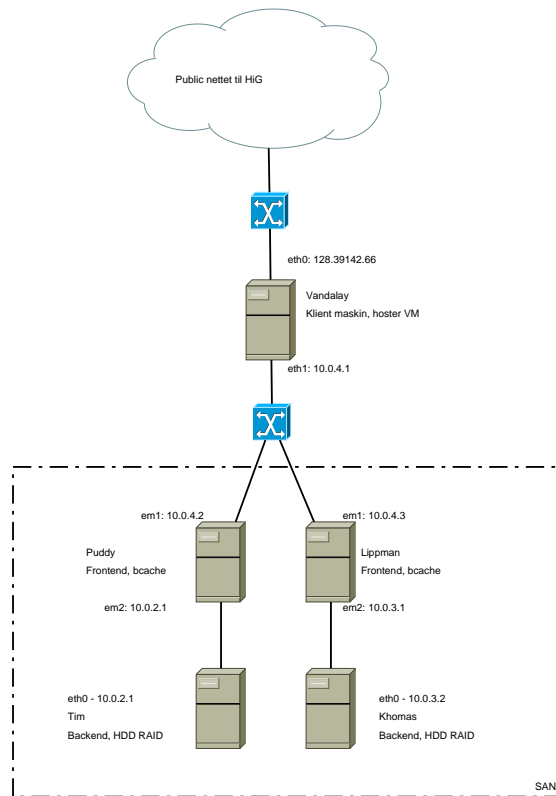 Public nettet til HiG
eth0: 128.39142.66
Vandalay
Klient maskin, hoster VM
eth1: 10.0.4.1
em1: 10.0.4.2
em1: 10.0.4.3
Puddy
Frontend, bcache
Lippman
Frontend, bcache
em2: 10.0.2.1
em2: 10.0.3.1
eth0 - 10.0.2.1
Tim
Backend, HDD RAID
eth0 - 10.0.3.2
Khomas
Backend, HDD RAID
SAN